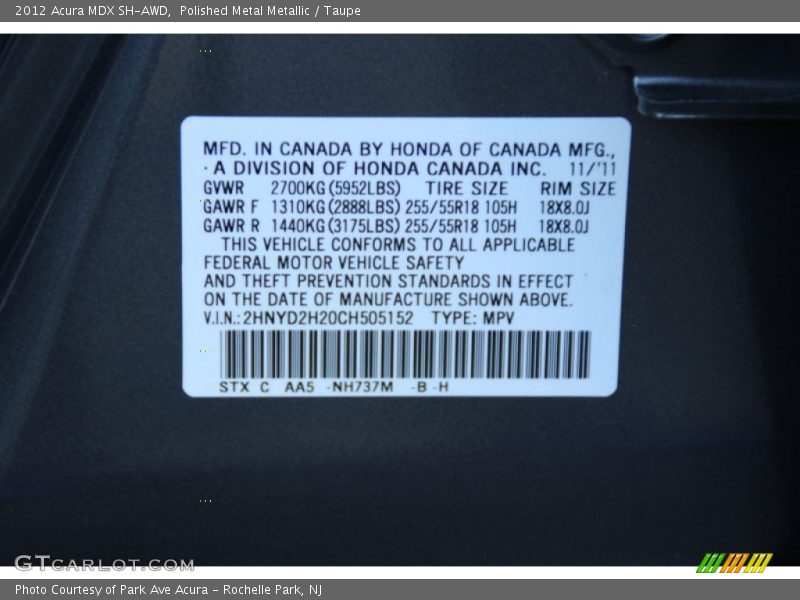 2012 Acura MDX SH-AWD, Polished Metal Metallic / Taupe
MFD. IN CANADA BY HONDA OF CANADA MFG.,
A DIVISION OF HONDA CANADA INC. 11/'11
GVWR 2700KG(5952LBS) TIRE SIZE RIM SIZE
GAWR F 1310KG(2888LBS) 255/55R18 105H 18X8.0J
GAWR R 1440KG(3175LBS) 255/55R18 105H 18X8.0J
THIS VEHICLE CONFORMS TO ALL APPLICABLE
FEDERAL MOTOR VEHICLE SAFETY
AND THEFT PREVENTION STANDARDS IN EFFECT
ON THE DATE OF MANUFACTURE SHOWN ABOVE.
V.I.N.: 2HNYD2H20CH505152 TYPE: MPV
STX C AA5 -NH737M -B -H
GTCARLOT.COM
Photo Courtesy of Park Ave Acura - Rochelle Park, NJ